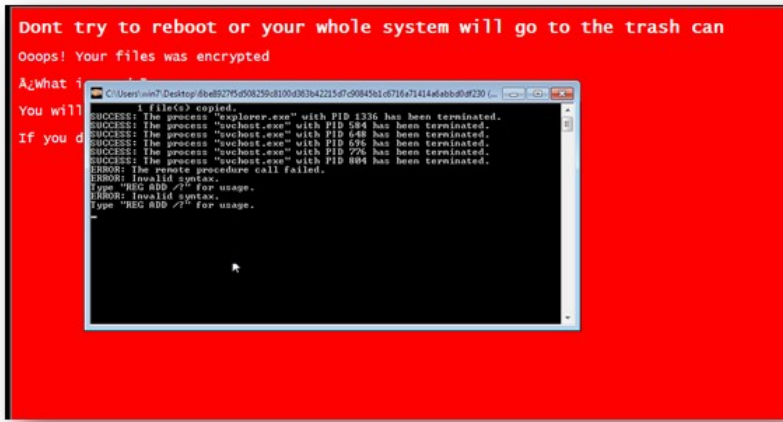 Dont try to reboot or your whole system will go to the trash can
Ooops! Your files was encrypted
Â¿What i
You will
If you d
C:\Users\win7\Desktop\6be8927f5d508259c8100d363b42215d7c90845b1c6716a71414a6abbd0df230 (...
1 file(s) copied.
SUCCESS: The process "explorer.exe" with PID 1336 has been terminated.
SUCCESS: The process "svchost.exe" with PID 584 has been terminated.
SUCCESS: The process "svchost.exe" with PID 648 has been terminated.
SUCCESS: The process "svchost.exe" with PID 696 has been terminated.
SUCCESS: The process "svchost.exe" with PID 776 has been terminated.
SUCCESS: The process "svchost.exe" with PID 804 has been terminated.
ERROR: The remote procedure call failed.
ERROR: Invalid syntax.
Type "REG ADD /?" for usage.
ERROR: Invalid syntax.
Type "REG ADD /?" for usage.